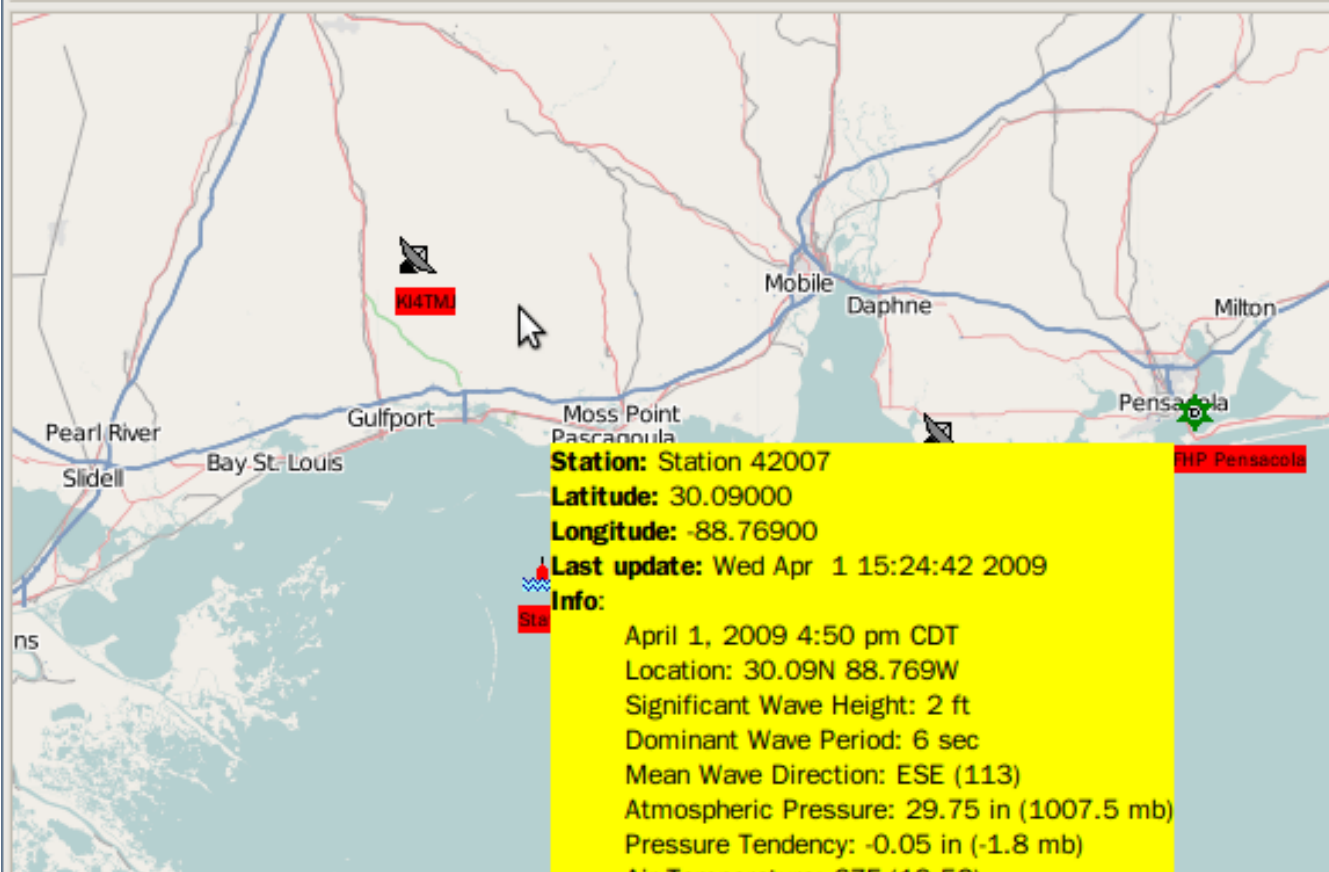 KI4TMJ
Mobile
Daphne
Milton
Gulfport
Moss Point
Pascagoula
Pensacola
Pearl River
Bay St. Louis
Slidell
FHP Pensacola
Sta
ns
Station: Station 42007
Latitude: 30.09000
Longitude: -88.76900
Last update: Wed Apr  1 15:24:42 2009
Info:
April 1, 2009 4:50 pm CDT
Location: 30.09N 88.769W
Significant Wave Height: 2 ft
Dominant Wave Period: 6 sec
Mean Wave Direction: ESE (113)
Atmospheric Pressure: 29.75 in (1007.5 mb)
Pressure Tendency: -0.05 in (-1.8 mb)